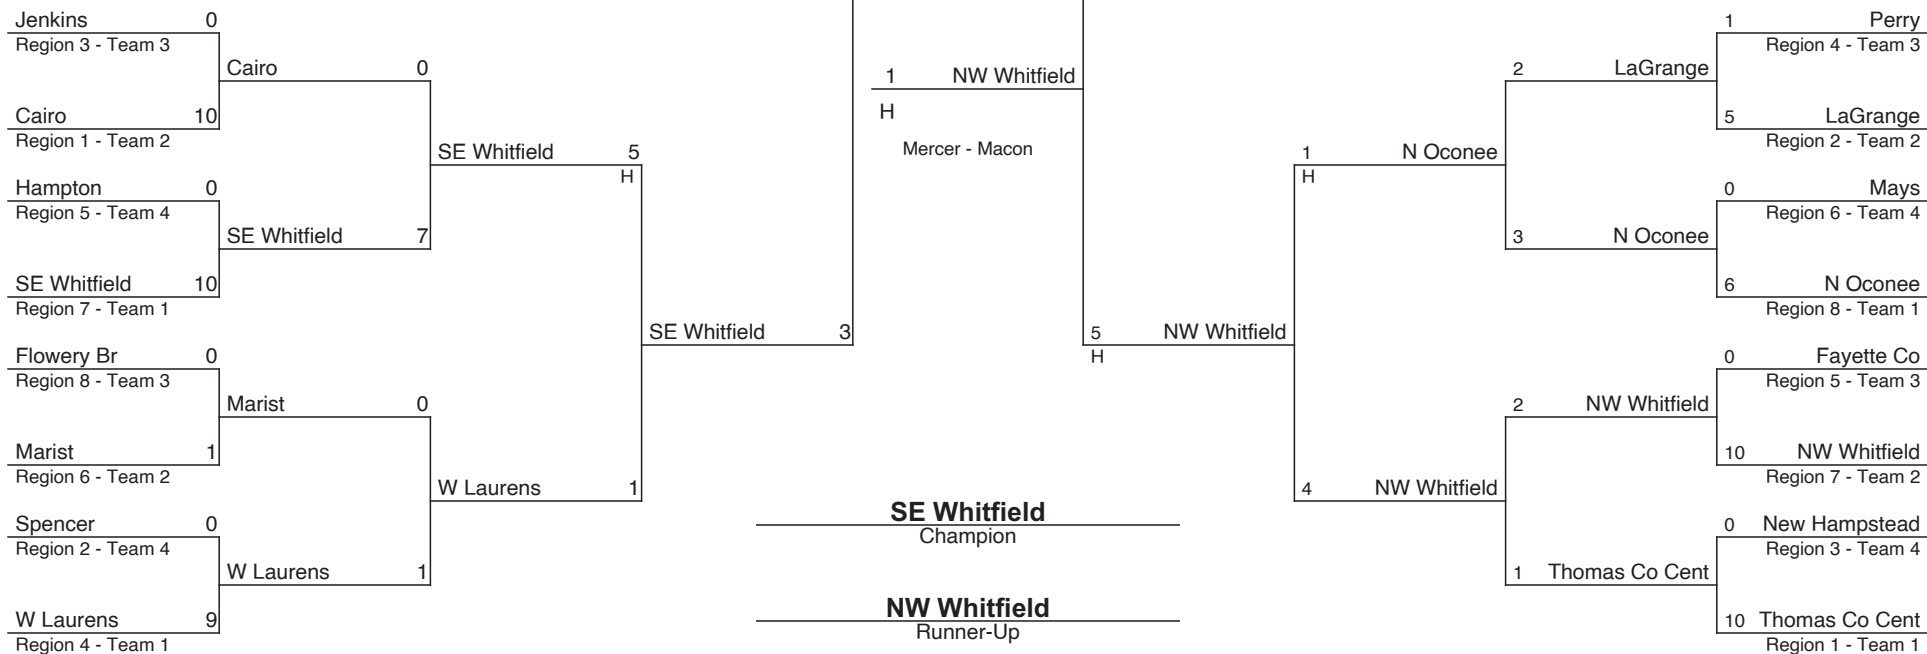 Jenkins 0
Region 3 - Team 3
Cairo 10
Region 1 - Team 2
Hampton 0
Region 5 - Team 4
SE Whitfield 10
Region 7 - Team 1
Flowery Br 0
Region 8 - Team 3
Marist 1
Region 6 - Team 2
Spencer 0
Region 2 - Team 4
W Laurens 9
Region 4 - Team 1
Cairo 0
SE Whitfield 7
Marist 0
W Laurens 1
SE Whitfield 5
H
W Laurens 1
SE Whitfield 3
1 NW Whitfield
H
Mercer - Macon
SE Whitfield
Champion
NW Whitfield
Runner-Up
5 NW Whitfield
H
1 N Oconee
H
4 NW Whitfield
2 LaGrange
3 N Oconee
2 NW Whitfield
1 Thomas Co Cent
1 Perry
Region 4 - Team 3
5 LaGrange
Region 2 - Team 2
0 Mays
Region 6 - Team 4
6 N Oconee
Region 8 - Team 1
0 Fayette Co
Region 5 - Team 3
10 NW Whitfield
Region 7 - Team 2
0 New Hampstead
Region 3 - Team 4
10 Thomas Co Cent
Region 1 - Team 1